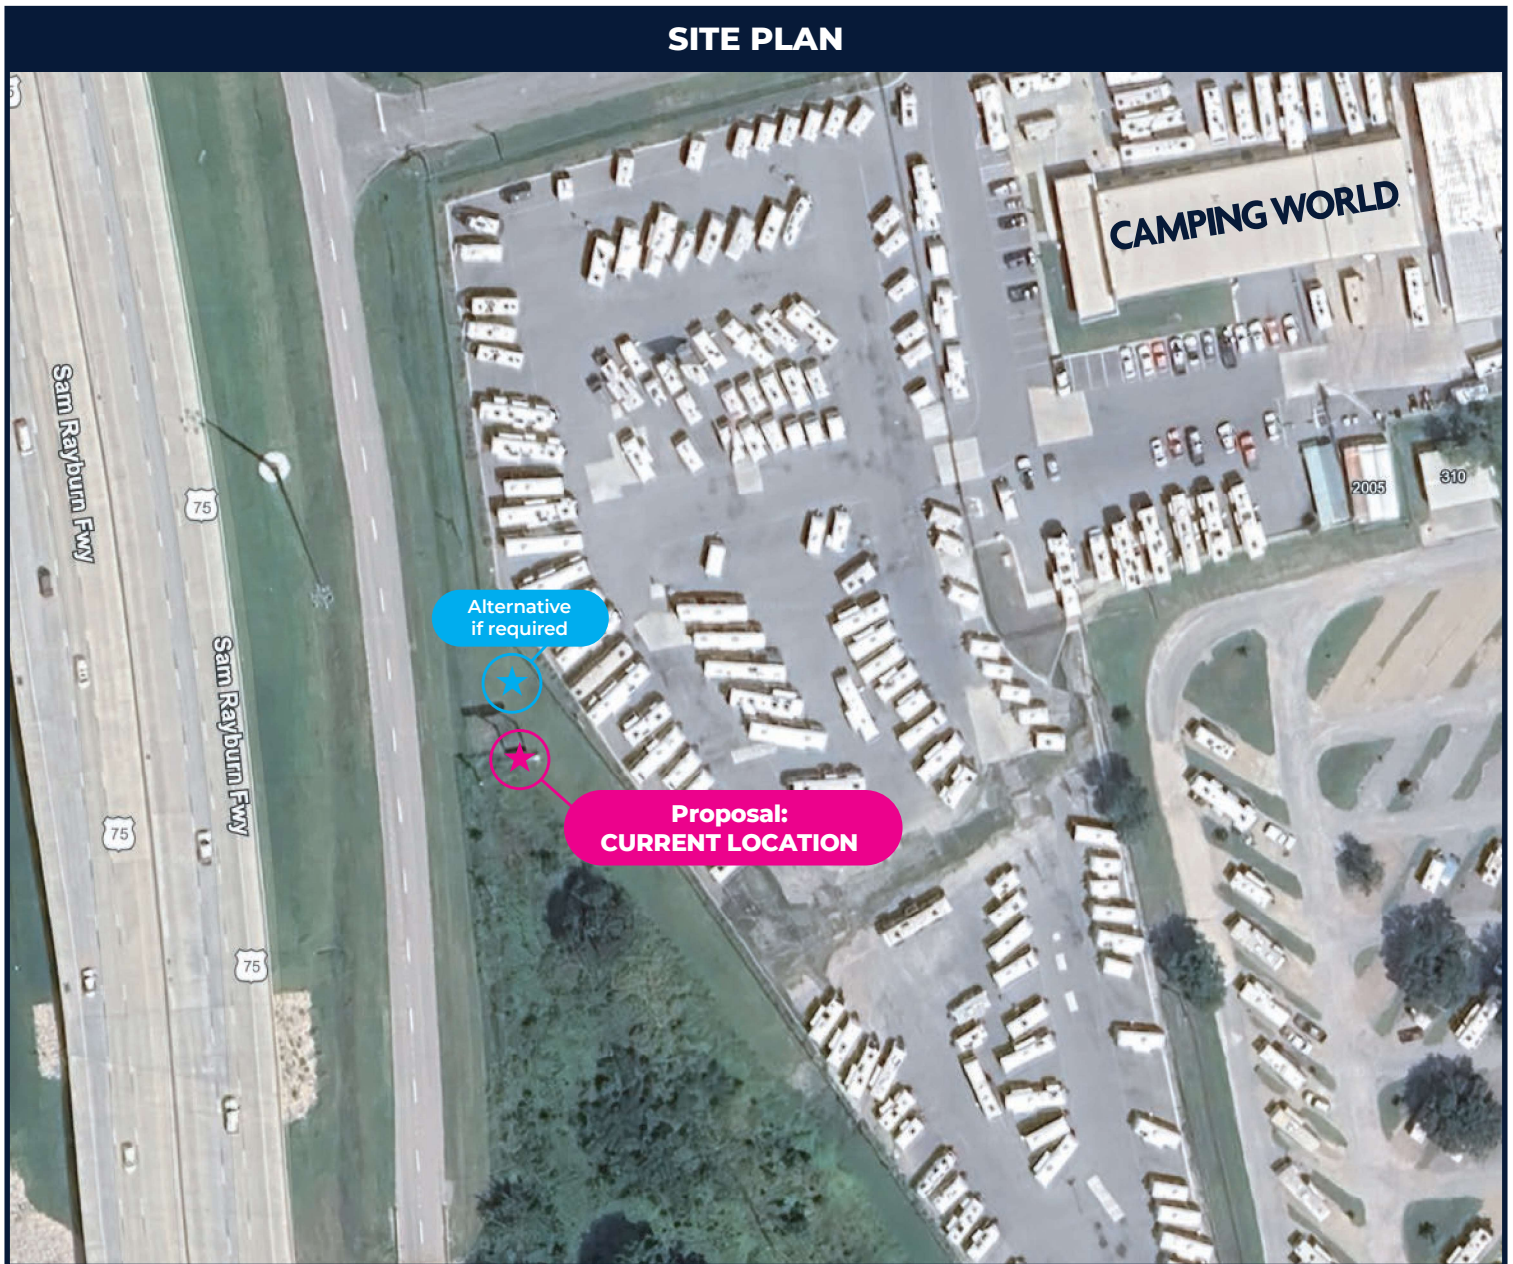 SITE PLAN
CAMPING WORLD
Sam Rayburn Fwy
75
2005
310
Alternative
if required
Sam Rayburn Fwy
Proposal:
CURRENT LOCATION
75
75